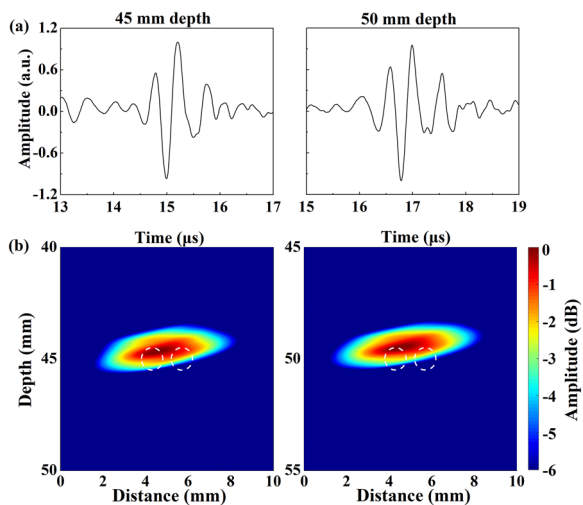 (a)
45 mm depth
50 mm depth
Amplitude (a.u.)
1.2
0.6
0.0
-0.6
-1.2
13 14 15 16 17
15 16 17 18 19
Time (μs)
Time (μs)
(b)
Depth (mm)
40
45
50
45
50
55
0 2 4 6 8 10
0 2 4 6 8 10
Distance (mm)
Distance (mm)
0
-1
-2
-3
-4
-5
-6
Amplitude (dB)